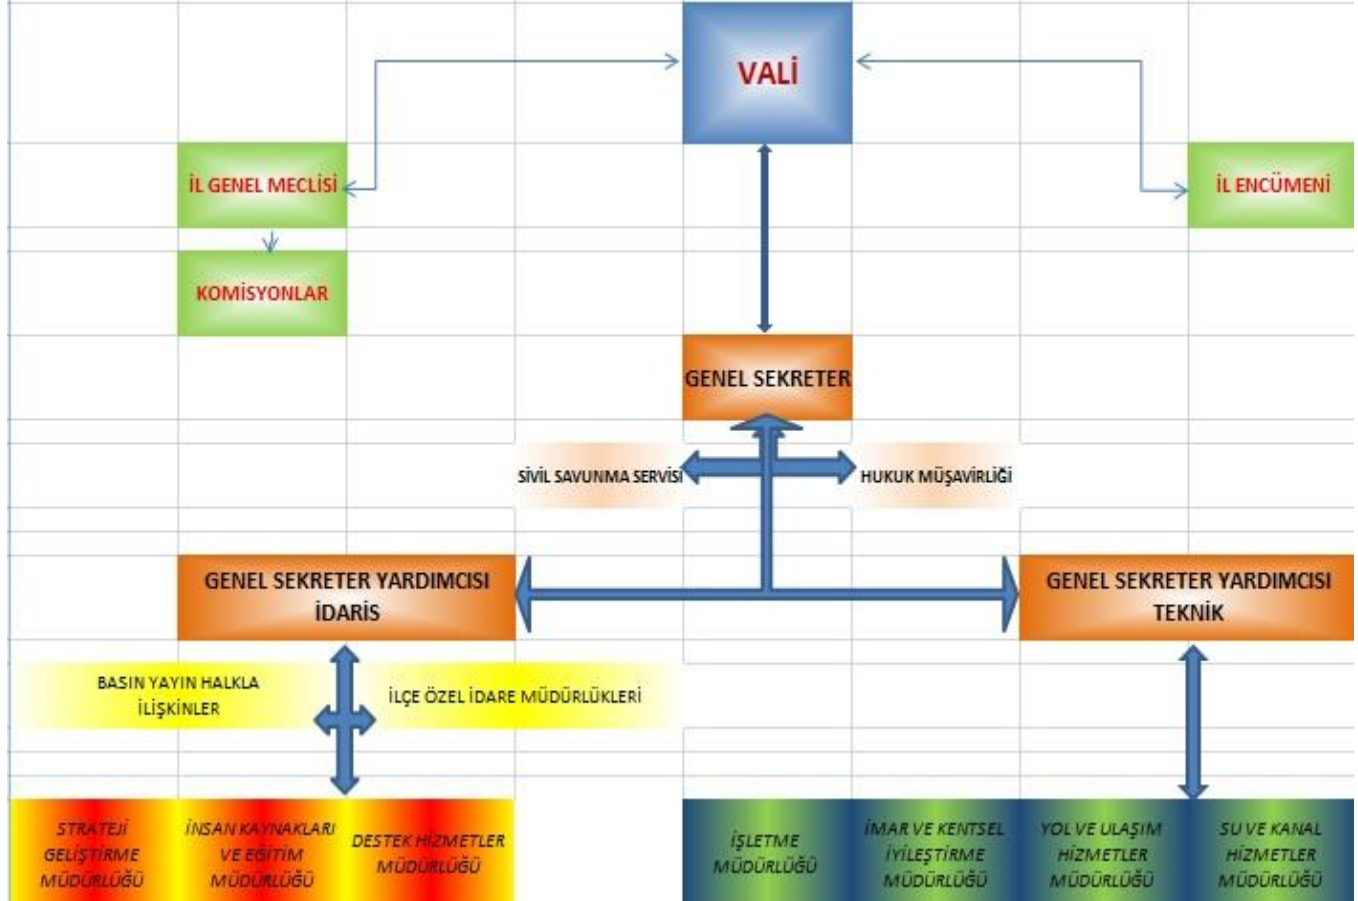 VALİ
İL GENEL MECLİSİ
İL ENCÜMENİ
KOMİSYONLAR
GENEL SEKRETER
SİVİL SAVUNMA SERVİSİ
HUKUK MÜŞAVİRLİĞİ
GENEL SEKRETER YARDIMCISI
İDARİS
GENEL SEKRETER YARDIMCISI
TEKNİK
BASIN YAYIN HALKLA
İLİŞKİNLER
İLÇE ÖZEL İDARE MÜDÜRLÜKLERİ
STRATEJİ
GELİŞTİRME
MÜDÜRLÜĞÜ
İNSAN KAYNAKLARI
VE EĞİTİM
MÜDÜRLÜĞÜ
DESTEK HİZMETLER
MÜDÜRLÜĞÜ
İŞLETME
MÜDÜRLÜĞÜ
İMAR VE KENTSEL
İYİLEŞTİRME
MÜDÜRLÜĞÜ
YOL VE ULAŞIM
HİZMETLER
MÜDÜRLÜĞÜ
SU VE KANAL
HİZMETLER
MÜDÜRLÜĞÜ